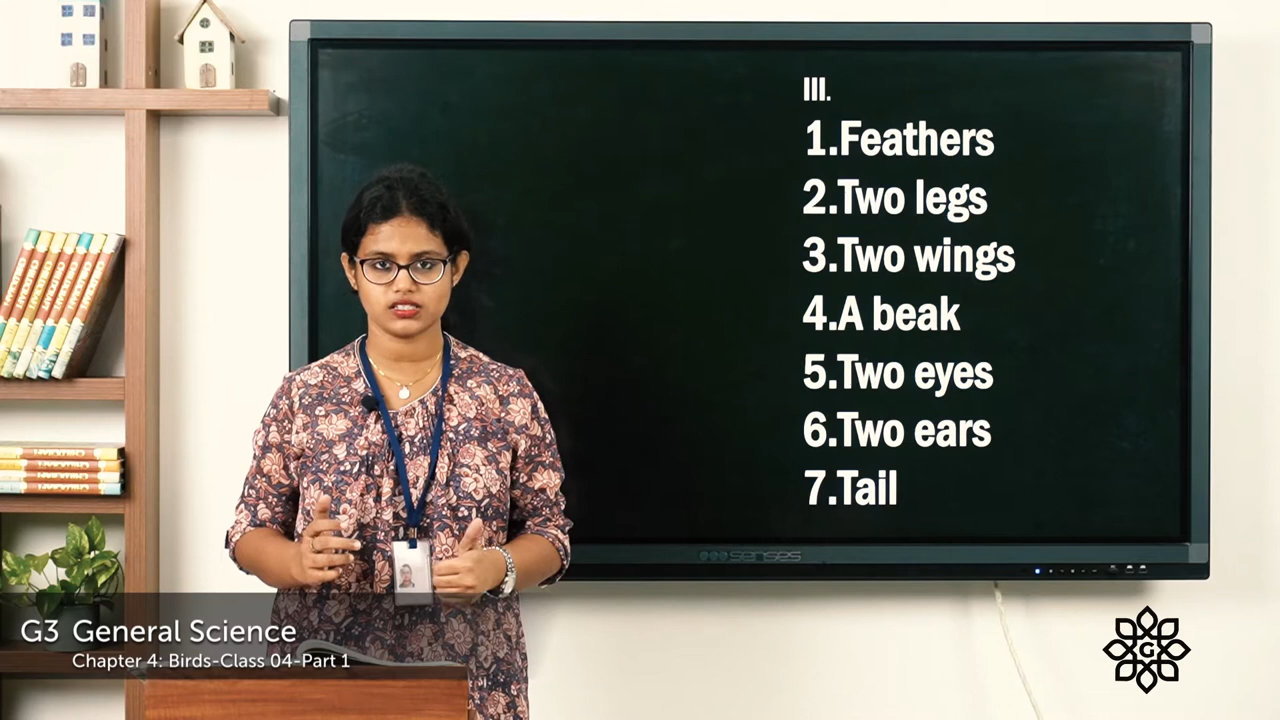 III.
1.Feathers
2.Two legs
3.Two wings
4.A beak
5.Two eyes
6.Two ears
7.Tail
senses
G3 General Science
Chapter 4: Birds-Class 04-Part 1
G